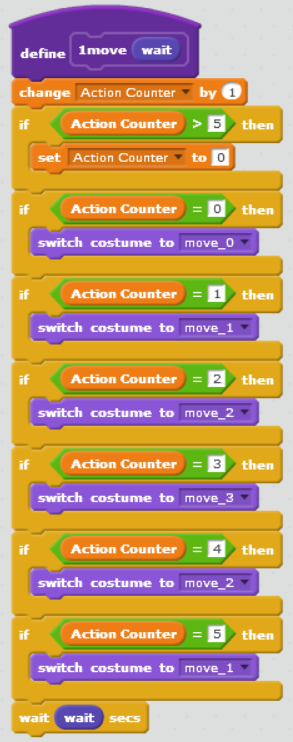 define 1move wait
change Action Counter by 1
if Action Counter > 5 then
set Action Counter to 0
if Action Counter = 0 then
switch costume to move_0
if Action Counter = 1 then
switch costume to move_1
if Action Counter = 2 then
switch costume to move_2
if Action Counter = 3 then
switch costume to move_3
if Action Counter = 4 then
switch costume to move_2
if Action Counter = 5 then
switch costume to move_1
wait wait secs